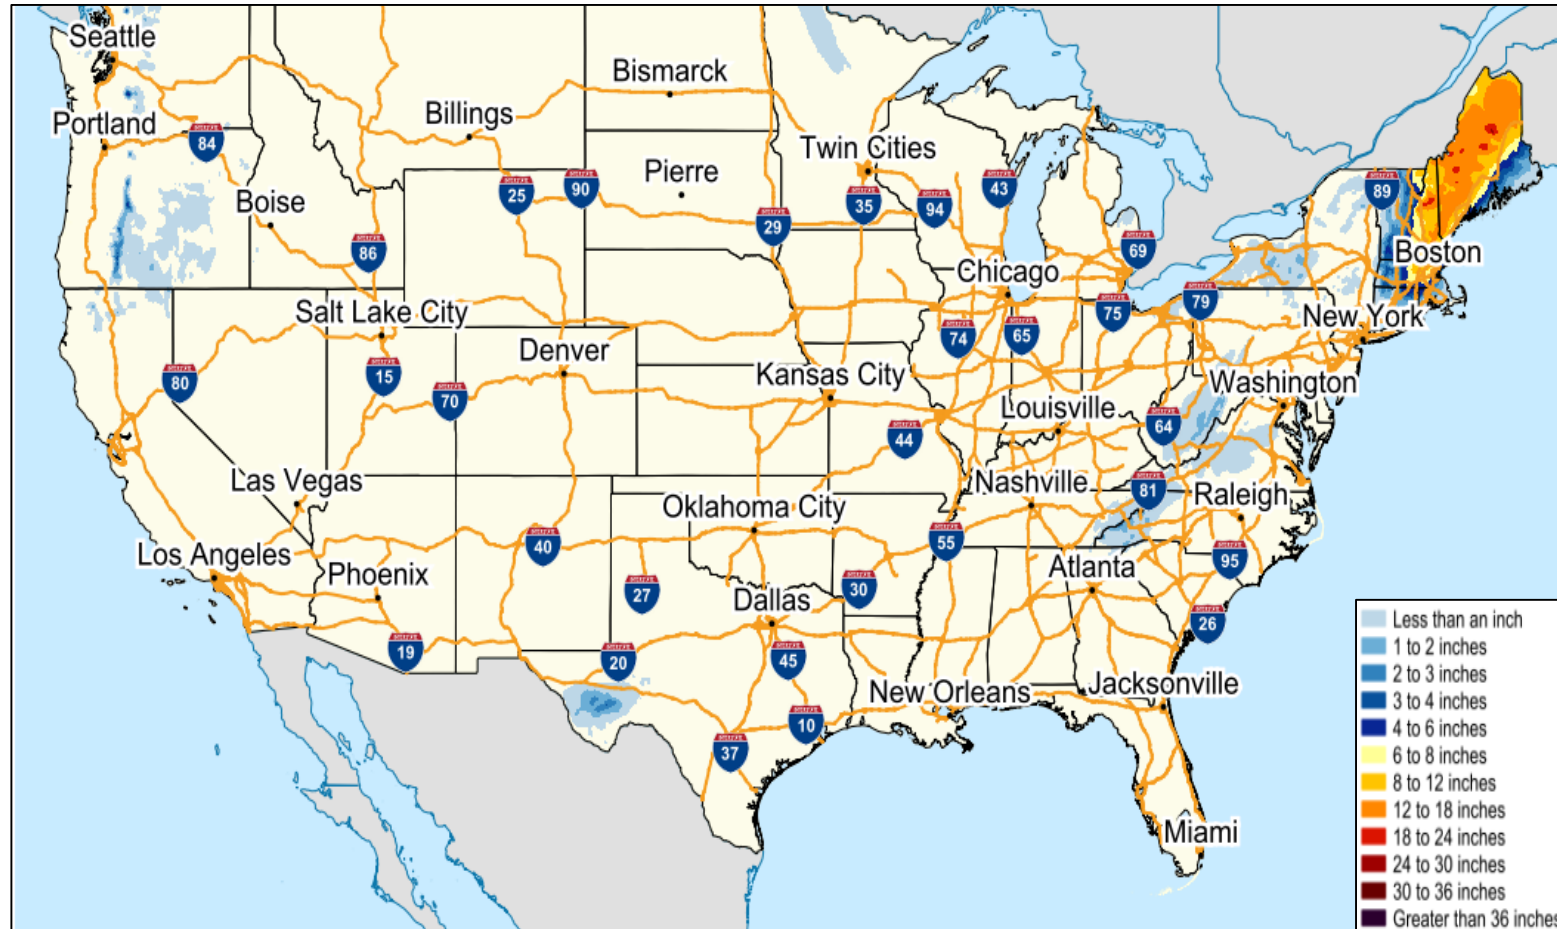 Seattle
Bismarck
Billings
Portland
84
Twin Cities
Pierre
25
90
43
89
35
94
Boise
29
86
69
Boston
Chicago
Salt Lake City
79
75
New York
74
65
Denver
80
15
Kansas City
Washington
70
Louisville
64
44
Las Vegas
Nashville
81
Raleigh
Oklahoma City
40
55
Los Angeles
95
Phoenix
Atlanta
27
30
Dallas
26
19
20
45
New Orleans
Jacksonville
10
37
Miami
Less than an inch
1 to 2 inches
2 to 3 inches
3 to 4 inches
4 to 6 inches
6 to 8 inches
8 to 12 inches
12 to 18 inches
18 to 24 inches
24 to 30 inches
30 to 36 inches
Greater than 36 inches